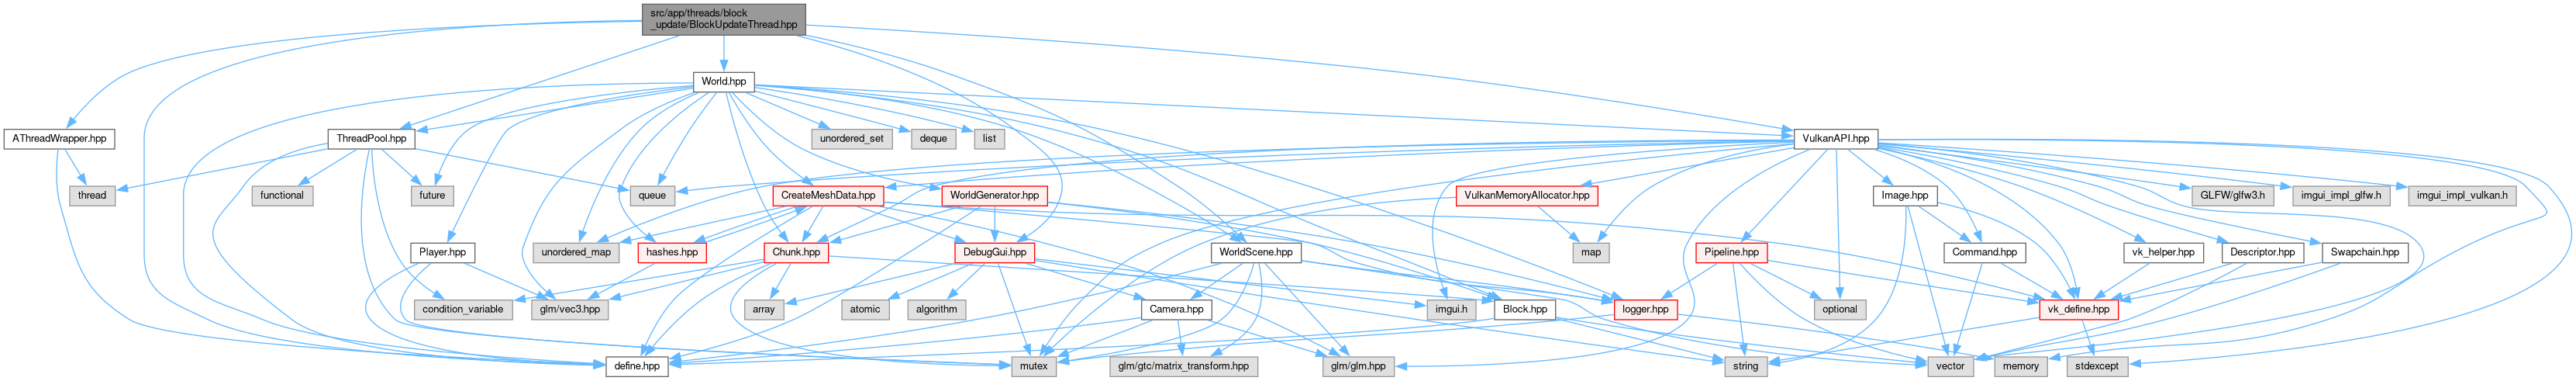 src/app/threads/block
_update/BlockUpdateThread.hpp
World.hpp
AThreadWrapper.hpp
ThreadPool.hpp
unordered_set
deque
list
VulkanAPI.hpp
thread
functional
future
queue
CreateMeshData.hpp
WorldGenerator.hpp
VulkanMemoryAllocator.hpp
Image.hpp
GLFW/glfw3.h
imgui_impl_glfw.h
imgui_impl_vulkan.h
Player.hpp
unordered_map
hashes.hpp
Chunk.hpp
DebugGui.hpp
WorldScene.hpp
map
Pipeline.hpp
Command.hpp
vk_helper.hpp
Descriptor.hpp
Swapchain.hpp
condition_variable
glm/vec3.hpp
array
atomic
algorithm
Camera.hpp
imgui.h
Block.hpp
logger.hpp
optional
vk_define.hpp
define.hpp
mutex
glm/gtc/matrix_transform.hpp
glm/glm.hpp
string
vector
memory
stdexcept